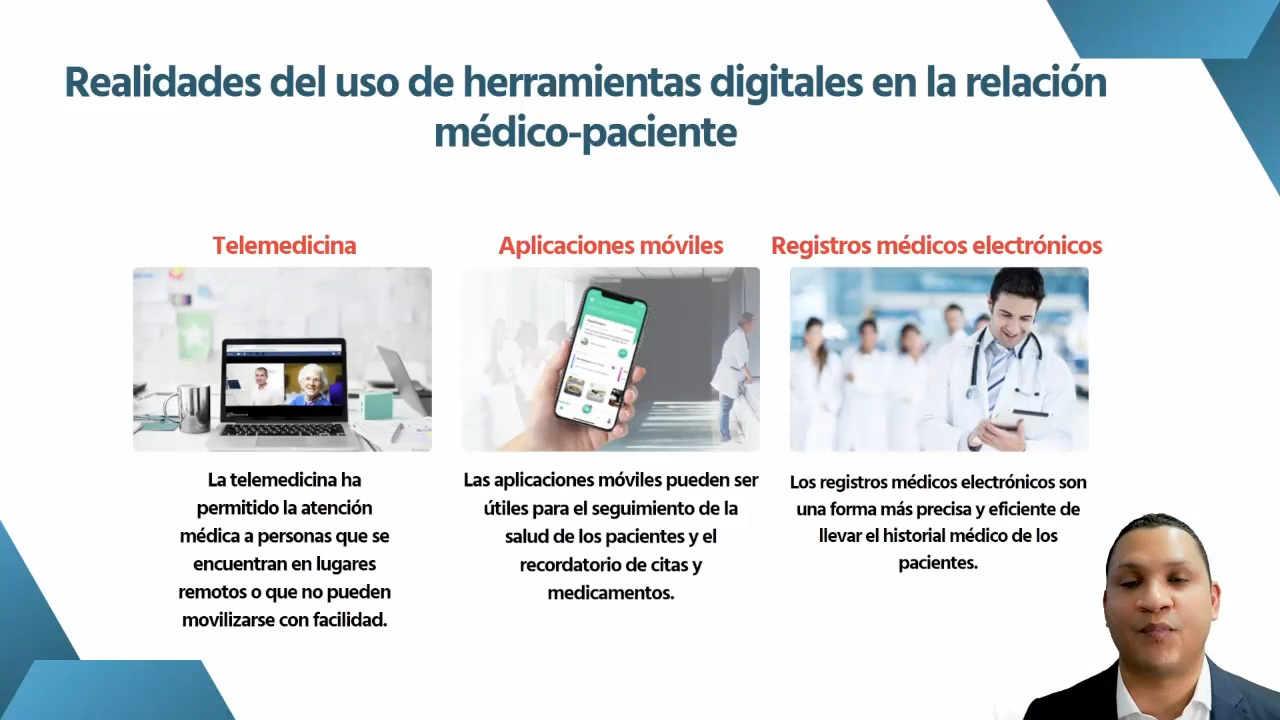 Realidades del uso de herramientas digitales en la relación
médico-paciente
Telemedicina
La telemedicina ha
permitido la atención
médica a personas que se
encuentran en lugares
remotos o que no pueden
movilizarse con facilidad.
Aplicaciones móviles
Las aplicaciones móviles pueden ser
útiles para el seguimiento de la
salud de los pacientes y el
recordatorio de citas y
medicamentos.
Registros médicos electrónicos
Los registros médicos electrónicos son
una forma más precisa y eficiente de
llevar el historial médico de los
pacientes.